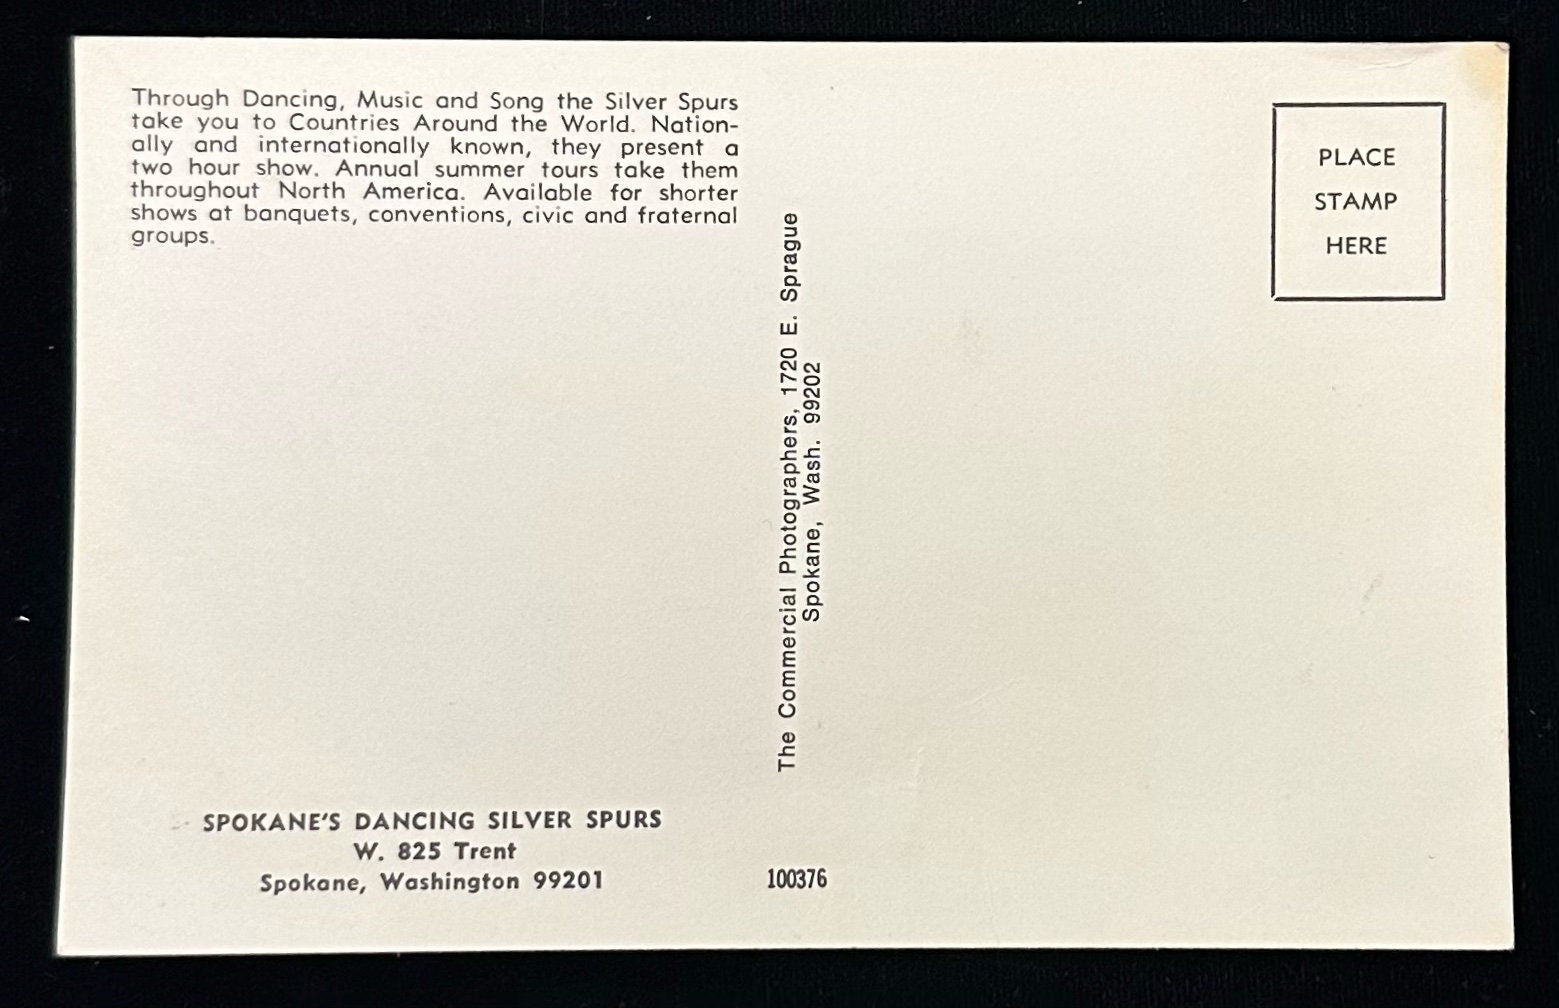 Through Dancing, Music and Song the Silver Spurs
take you to Countries Around the World. Nation-
ally and internationally known, they present a
two hour show. Annual summer tours take them
throughout North America. Available for shorter
shows at banquets, conventions, civic and fraternal
groups.
SPOKANE'S DANCING SILVER SPURS
W. 825 Trent
Spokane, Washington 99201
The Commercial Photographers, 1720 E. Sprague
Spokane, Wash. 99202
100376
PLACE
STAMP
HERE